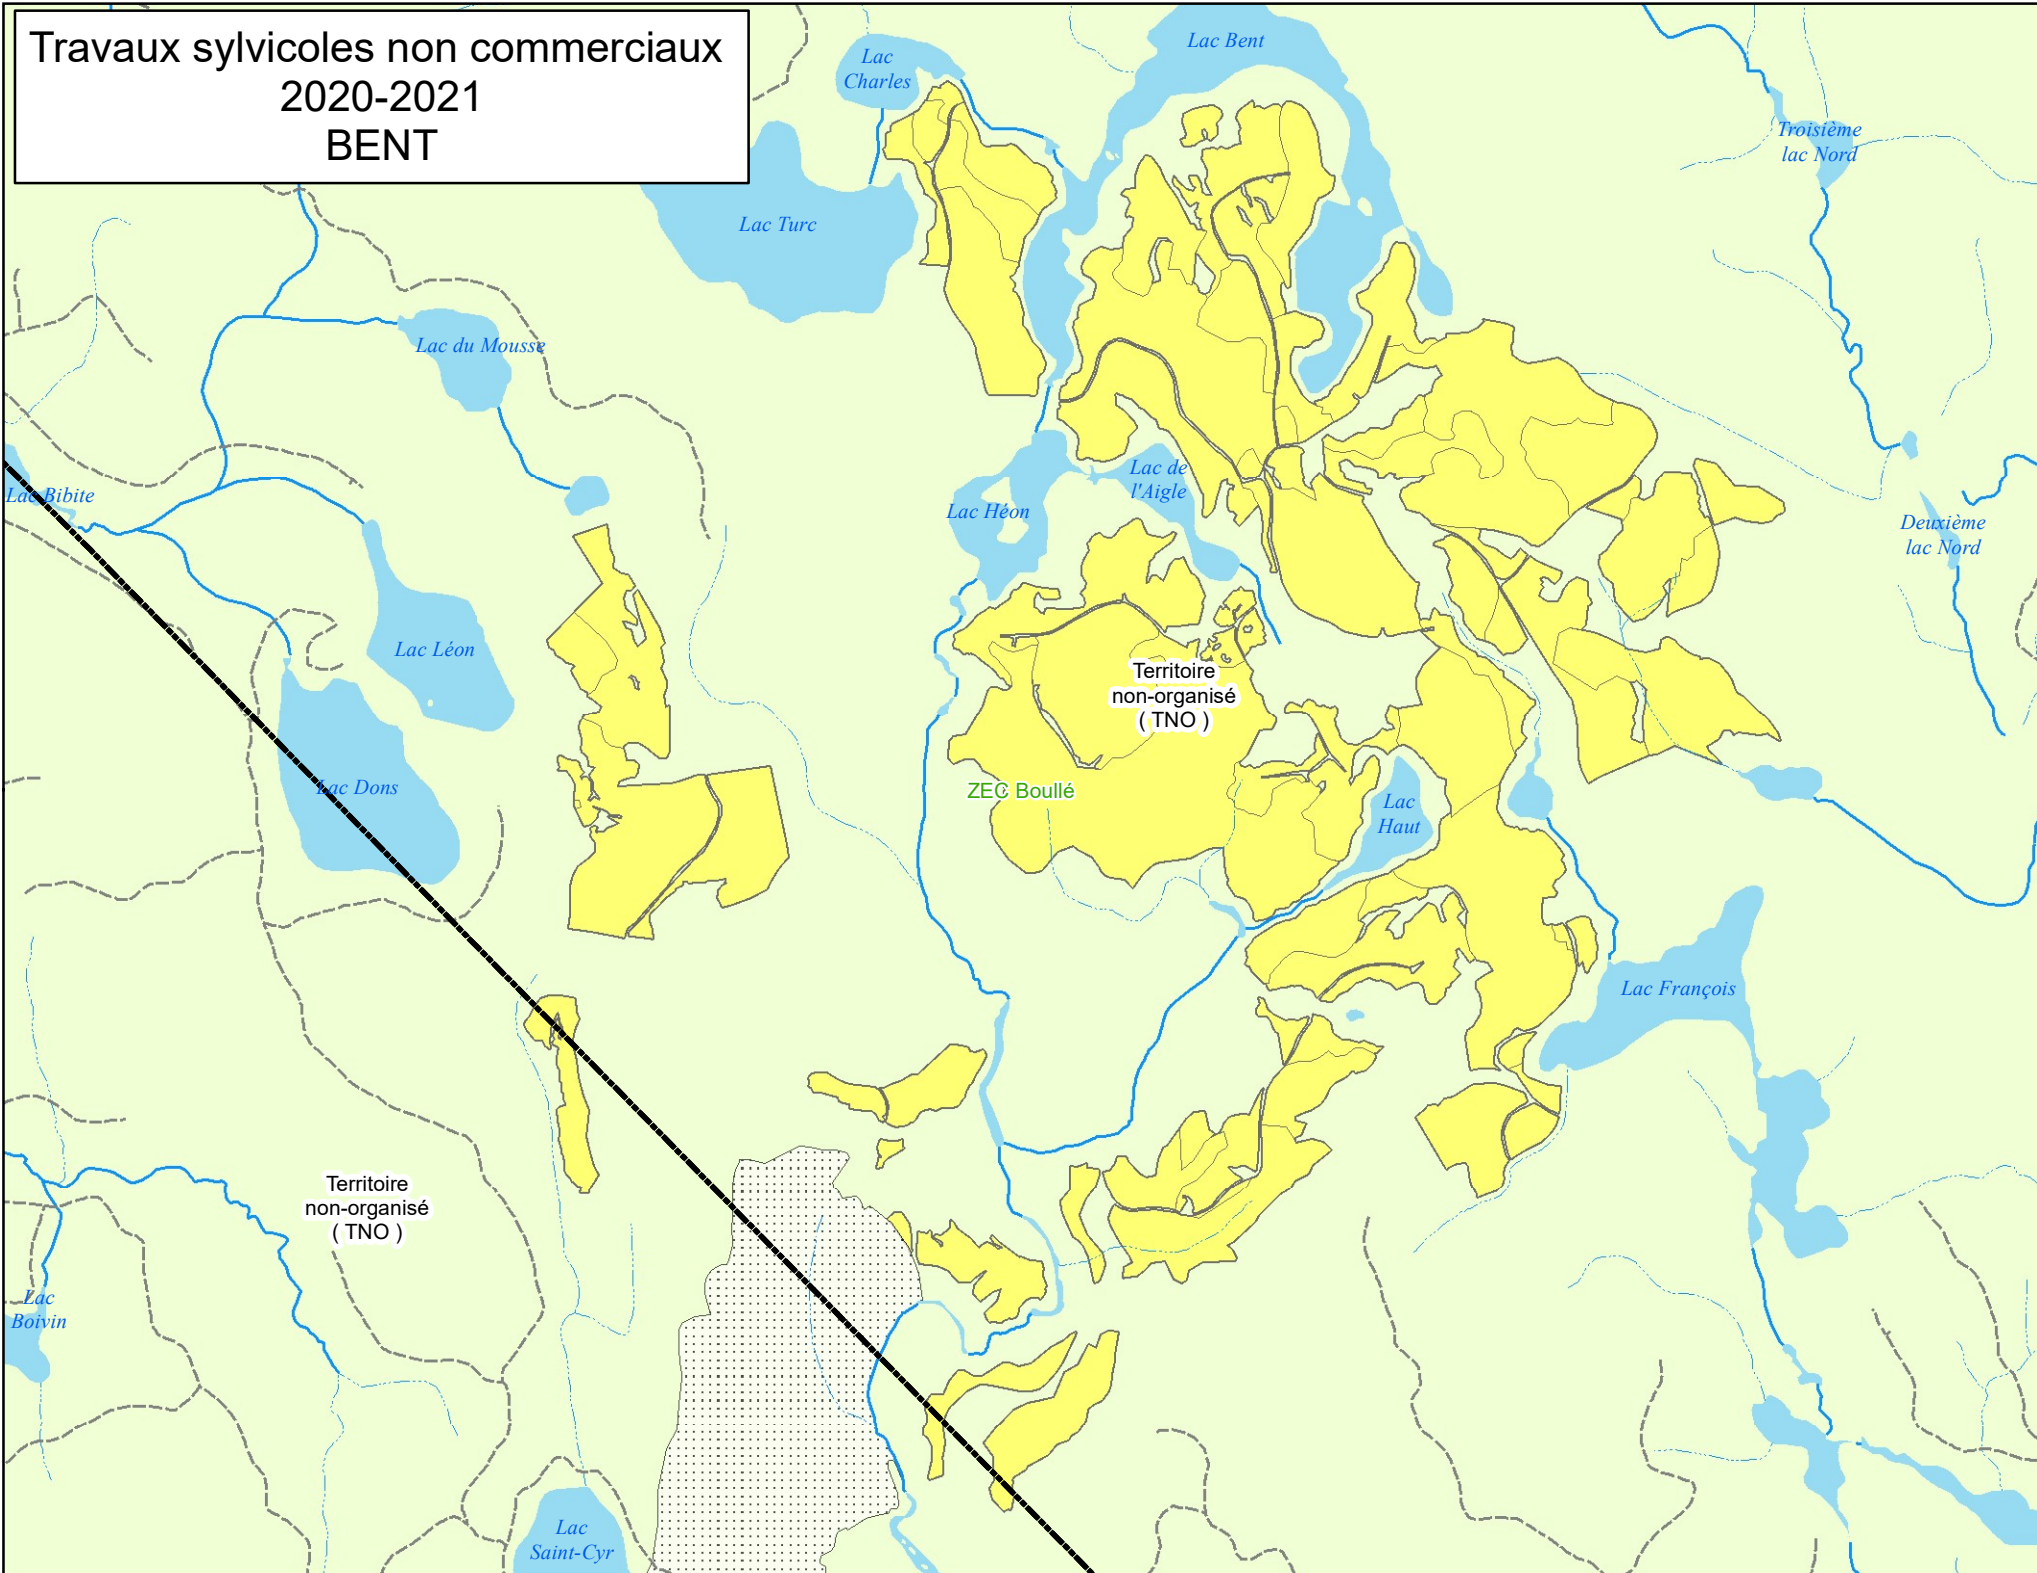 Travaux sylvicoles non commerciaux
2020-2021
BENT
Lac Bent
Lac
Charles
Troisième
lac Nord
Lac Turc
Lac du Mousse
Lac de
l'Aigle
Lac Bibite
Lac Héon
Deuxième
lac Nord
Lac Léon
Territoire
non-organisé
( TNO )
Lac Dons
ZEC Boullé
Lac
Haut
Lac François
Territoire
non-organisé
( TNO )
Lac
Boivin
Lac
Saint-Cyr